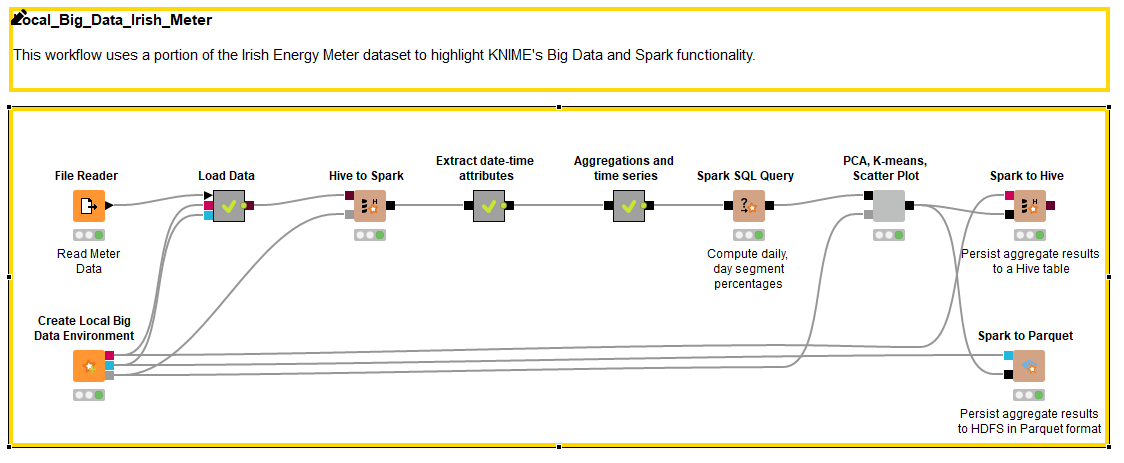 Local_Big_Data_Irish_Meter
This workflow uses a portion of the Irish Energy Meter dataset to highlight KNIME's Big Data and Spark functionality.
File Reader
Read Meter
Data
Load Data
Hive to Spark
H
Extract date-time
attributes
Aggregations and
time series
Spark SQL Query
?
Compute daily,
day segment
percentages
PCA, K-means,
Scatter Plot
Spark to Hive
H
Persist aggregate results
to a Hive table
Create Local Big
Data Environment
Spark to Parquet
Persist aggregate results
to HDFS in Parquet format